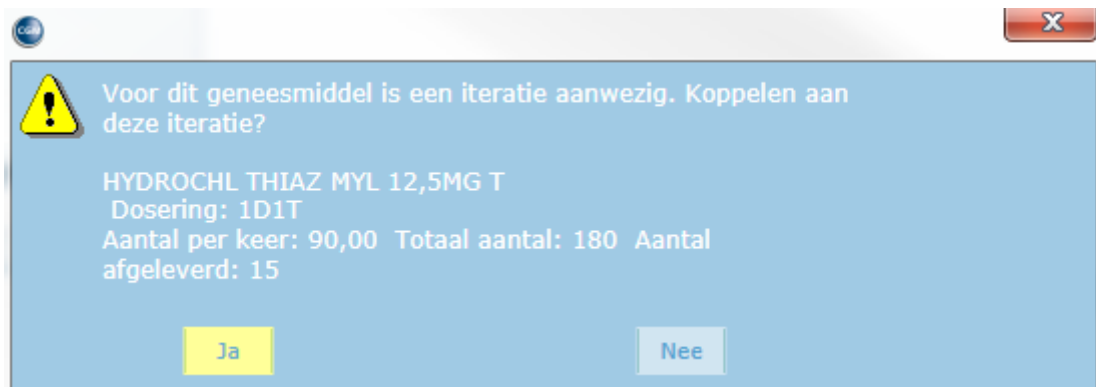 CGM
X
Voor dit geneesmiddel is een iteratie aanwezig. Koppelen aan
deze iteratie?
HYDROCHL THIAZ MYL 12,5MG T
Dosering: 1D1T
Aantal per keer: 90,00 Totaal aantal: 180 Aantal
afgeleverd: 15
Ja
Nee